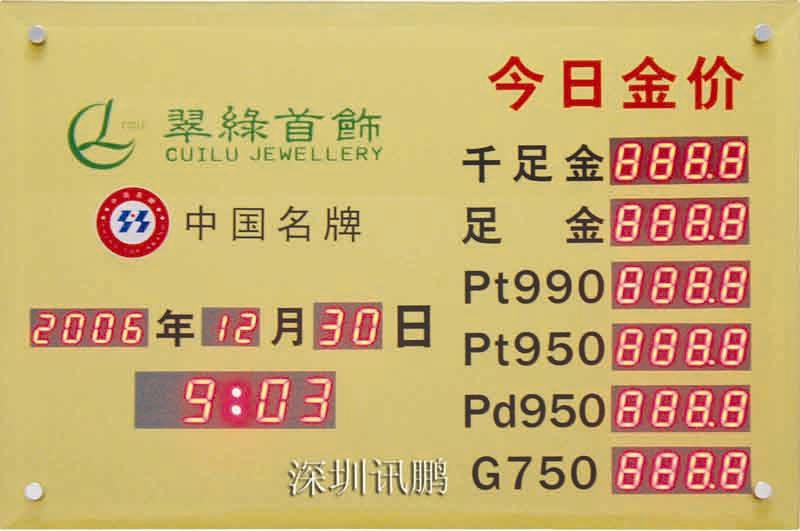 今日金价
翠綠首飾
CUILU JEWELLERY
中国名牌
2006年12月30日
9:03
千足金 888.8
足金 888.8
Pt990 888.8
Pt950 888.8
Pd950 888.8
G750 888.8
深圳讯鹏